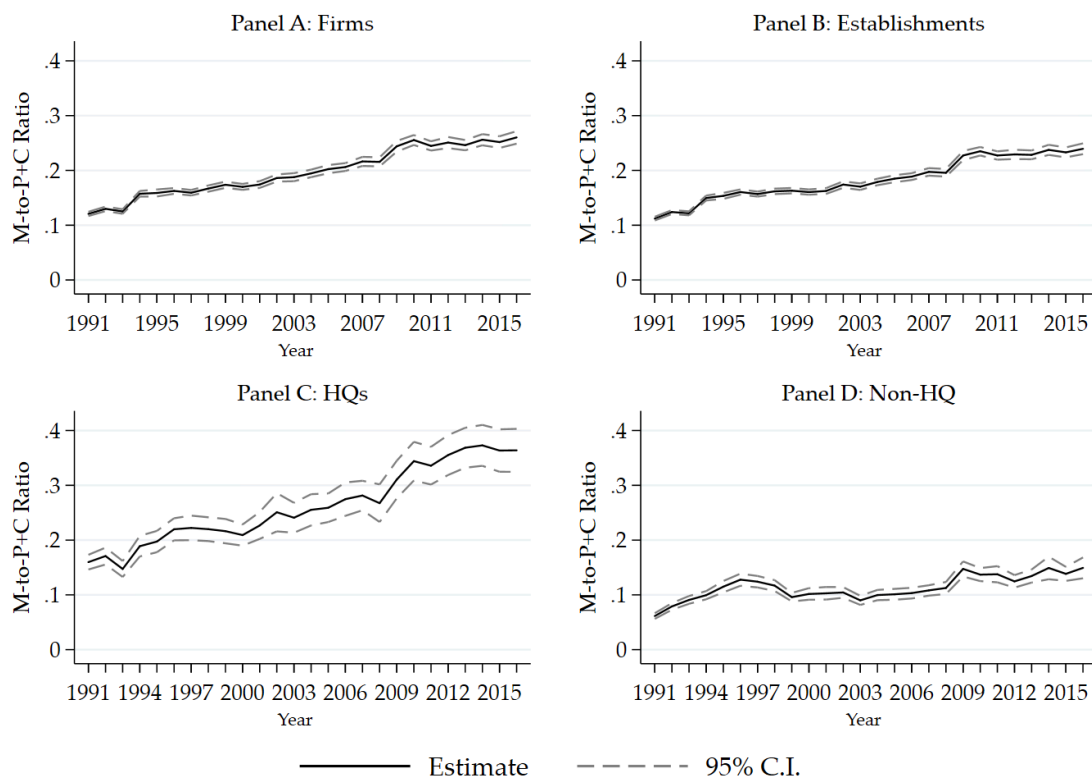 Panel A: Firms
M-to-P+C Ratio
.4
.3
.2
.1
0
1991 1995 1999 2003 2007 2011 2015
Year
Panel B: Establishments
M-to-P+C Ratio
.4
.3
.2
.1
0
1991 1995 1999 2003 2007 2011 2015
Year
Panel C: HQs
M-to-P+C Ratio
.4
.3
.2
.1
0
1991 1994 1997 2000 2003 2006 2009 2012 2015
Year
Panel D: Non-HQ
M-to-P+C Ratio
.4
.3
.2
.1
0
1991 1994 1997 2000 2003 2006 2009 2012 2015
Year
Estimate
95% C.I.